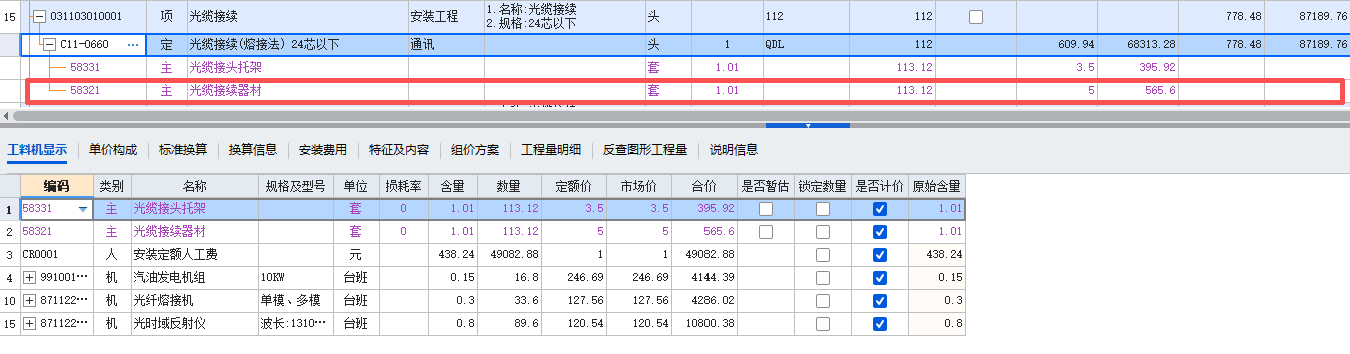 15 031103010001 项 光缆接续 安装工程 1.名称:光缆接续 2.规格:24芯以下 头 112 112 778.48 87189.76
C11-0660 ··· 定 光缆接续(熔接法) 24芯以下 通讯 头 1 QDL 112 609.94 68313.28 778.48 87189.76
58331 主 光缆接头托架 套 1.01 113.12 3.5 395.92
58321 主 光缆接续器材 套 1.01 113.12 5 565.6
工料机显示 单价构成 标准换算 换算信息 安装费用 特征及内容 组价方案 工程量明细 反查图形工程量 说明信息
编码 类别 名称 规格及型号 单位 损耗率 含量 数量 定额价 市场价 合价 是否暂估 锁定数量 是否计价 原始含量
1 58331 主 光缆接头托架 套 0 1.01 113.12 3.5 3.5 395.92 1.01
2 58321 主 光缆接续器材 套 0 1.01 113.12 5 5 565.6 1.01
3 CR0001 人 安装定额人工费 元 438.24 49082.88 1 1 49082.88 438.24
4 991001··· 机 汽油发电机组 10KW 台班 0.15 16.8 246.69 246.69 4144.39 0.15
10 871122··· 机 光纤熔接机 单模、多模 台班 0.3 33.6 127.56 127.56 4286.02 0.3
15 871122··· 机 光时域反射仪 波长:1310··· 台班 0.8 89.6 120.54 120.54 10800.38 0.8